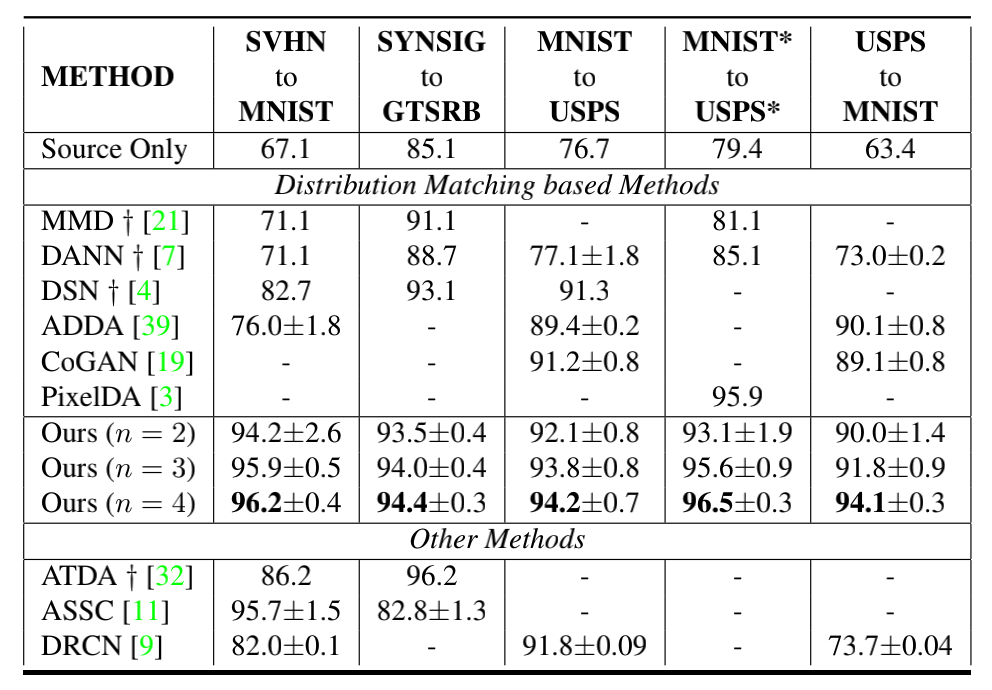 METHOD SVHN to MNIST SYNSIG to GTSRB MNIST to USPS MNIST* to USPS* USPS to MNIST
Source Only 67.1 85.1 76.7 79.4 63.4
Distribution Matching based Methods
MMD † [21] 71.1 91.1 - 81.1 -
DANN † [7] 71.1 88.7 77.1±1.8 85.1 73.0±0.2
DSN † [4] 82.7 93.1 91.3 - -
ADDA [39] 76.0±1.8 - 89.4±0.2 - 90.1±0.8
CoGAN [19] - - 91.2±0.8 - 89.1±0.8
PixelDA [3] - - - 95.9 -
Ours (n = 2) 94.2±2.6 93.5±0.4 92.1±0.8 93.1±1.9 90.0±1.4
Ours (n = 3) 95.9±0.5 94.0±0.4 93.8±0.8 95.6±0.9 91.8±0.9
Ours (n = 4) 96.2±0.4 94.4±0.3 94.2±0.7 96.5±0.3 94.1±0.3
Other Methods
ATDA † [32] 86.2 96.2 - - -
ASSC [11] 95.7±1.5 82.8±1.3 - - -
DRCN [9] 82.0±0.1 - 91.8±0.09 - 73.7±0.04